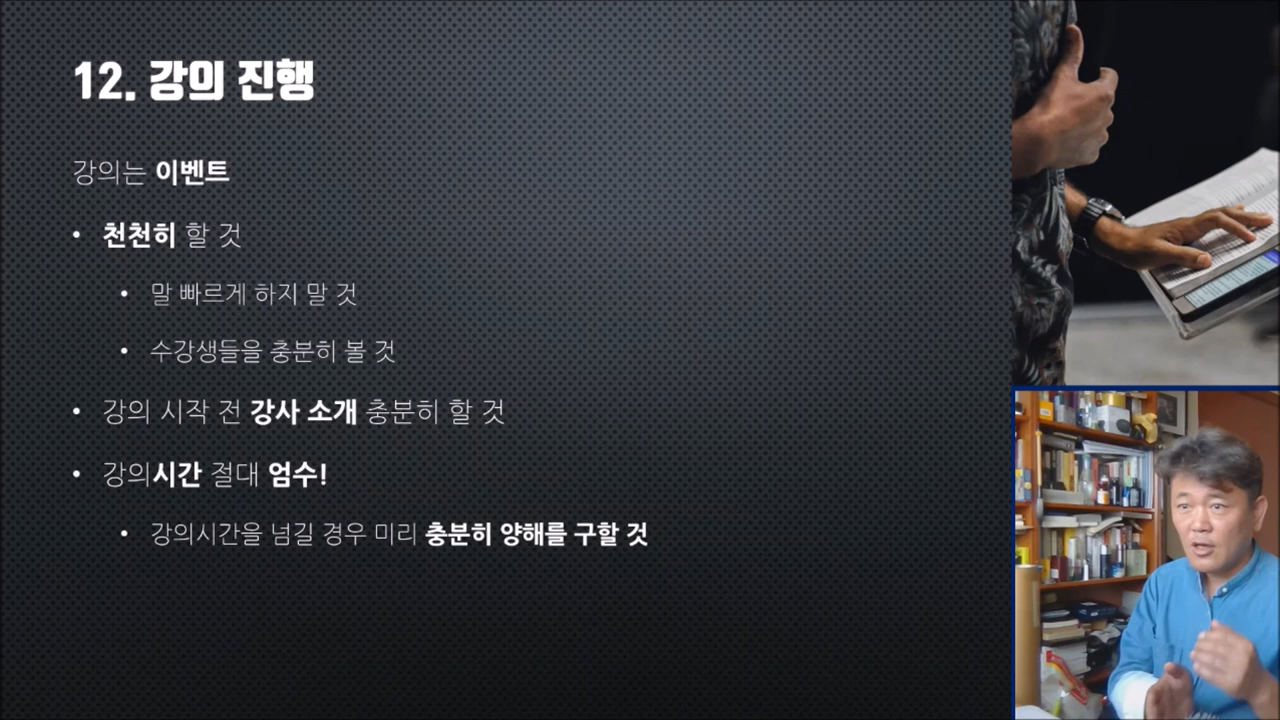 12. 강의 진행
강의는 이벤트
• 천천히 할 것
• 말 빠르게 하지 말 것
• 수강생들을 충분히 볼 것
• 강의 시작 전 강사 소개 충분히 할 것
• 강의시간 절대 엄수!
• 강의시간을 넘길 경우 미리 충분히 양해를 구할 것